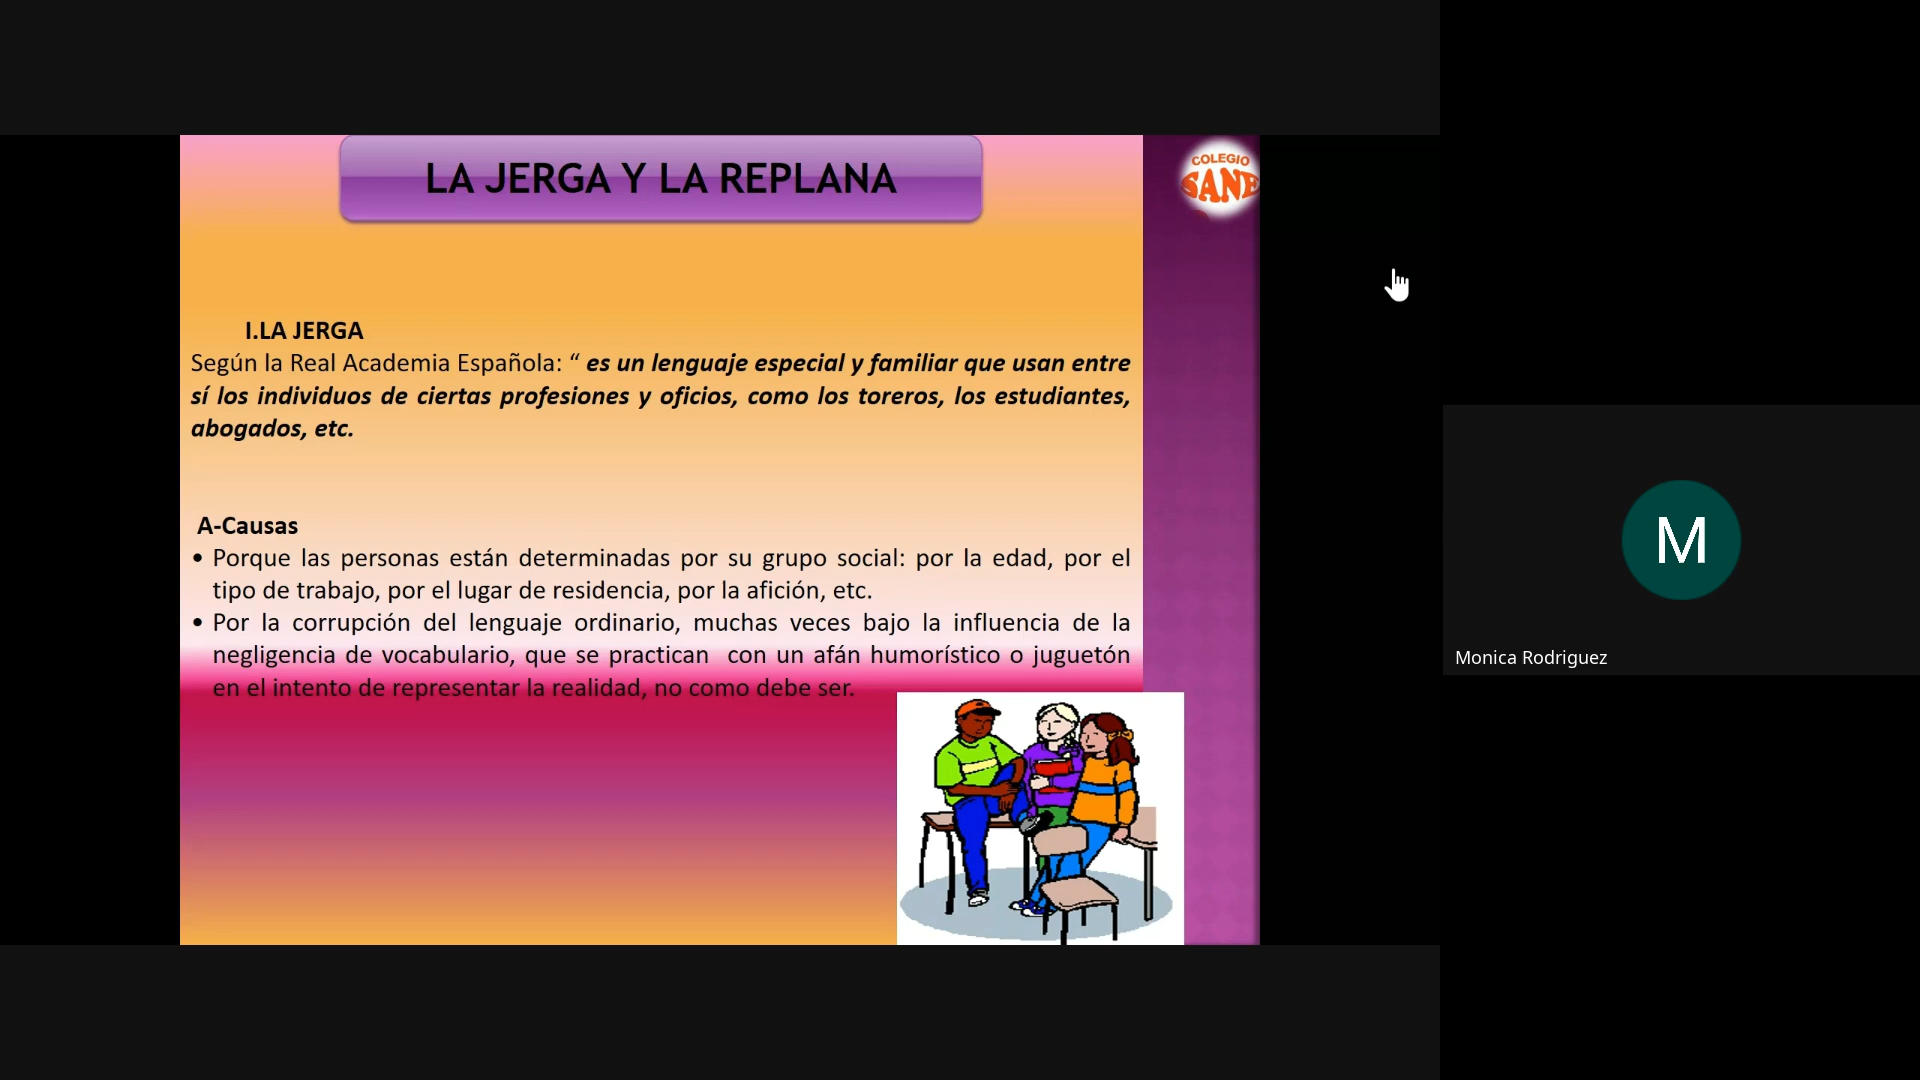 LA JERGA Y LA REPLANA
COLEGIO
SANE
I.LA JERGA
Según la Real Academia Española: “ es un lenguaje especial y familiar que usan entre
sí los individuos de ciertas profesiones y oficios, como los toreros, los estudiantes,
abogados, etc.
A-Causas
• Porque las personas están determinadas por su grupo social: por la edad, por el
tipo de trabajo, por el lugar de residencia, por la afición, etc.
• Por la corrupción del lenguaje ordinario, muchas veces bajo la influencia de la
negligencia de vocabulario, que se practican  con un afán humorístico o juguetón
en el intento de representar la realidad, no como debe ser.
M
Monica Rodriguez